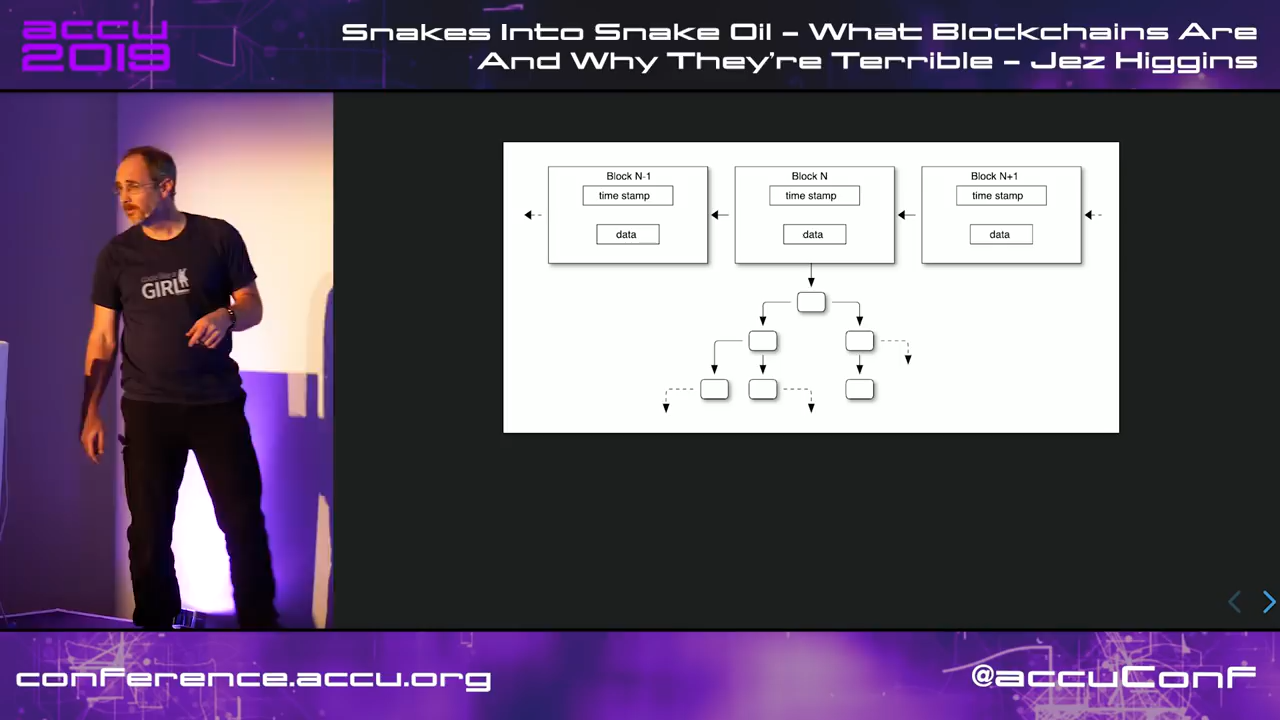 accu
2019
Snakes Into Snake Oil – What Blockchains Are
And Why They're Terrible – Jez Higgins
GIRL
Block N-1
time stamp
data
Block N
time stamp
data
Block N+1
time stamp
data
conference.accu.org
@accuConf